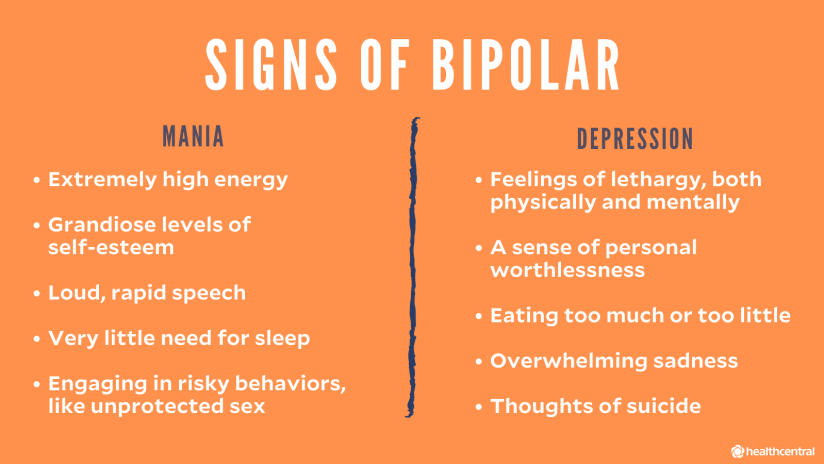 SIGNS OF BIPOLAR
MANIA
• Extremely high energy
• Grandiose levels of
self-esteem
• Loud, rapid speech
• Very little need for sleep
• Engaging in risky behaviors,
like unprotected sex
DEPRESSION
• Feelings of lethargy, both
physically and mentally
• A sense of personal
worthlessness
• Eating too much or too little
• Overwhelming sadness
• Thoughts of suicide
healthcentral